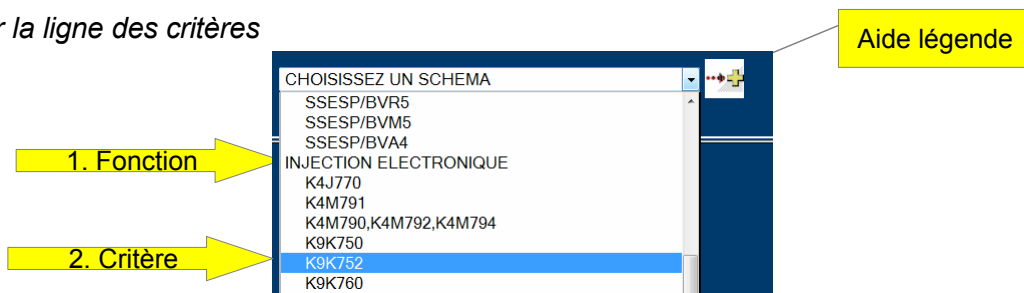 r la ligne des critères
Aide légende
CHOISISSEZ UN SCHEMA
SSESP/BVR5
SSESP/BVM5
SSESP/BVA4
1. Fonction
INJECTION ELECTRONIQUE
K4J770
K4M791
K4M790,K4M792,K4M794
K9K750
2. Critère
K9K752
K9K760